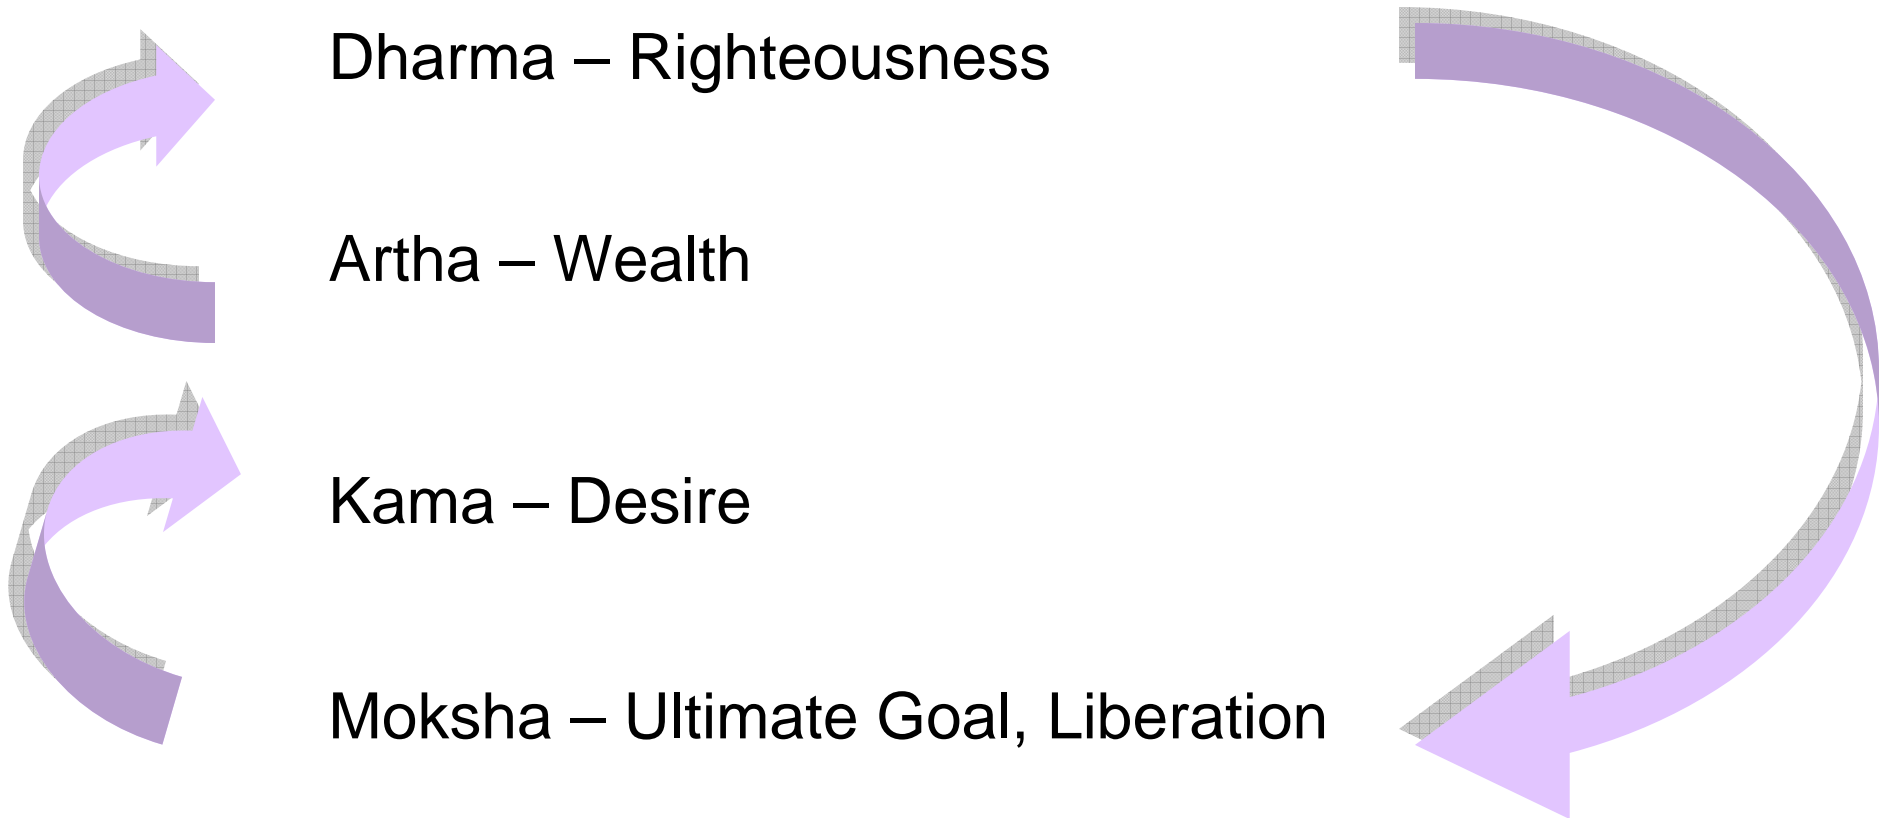 Dharma – Righteousness
Artha – Wealth
Kama – Desire
Moksha – Ultimate Goal, Liberation